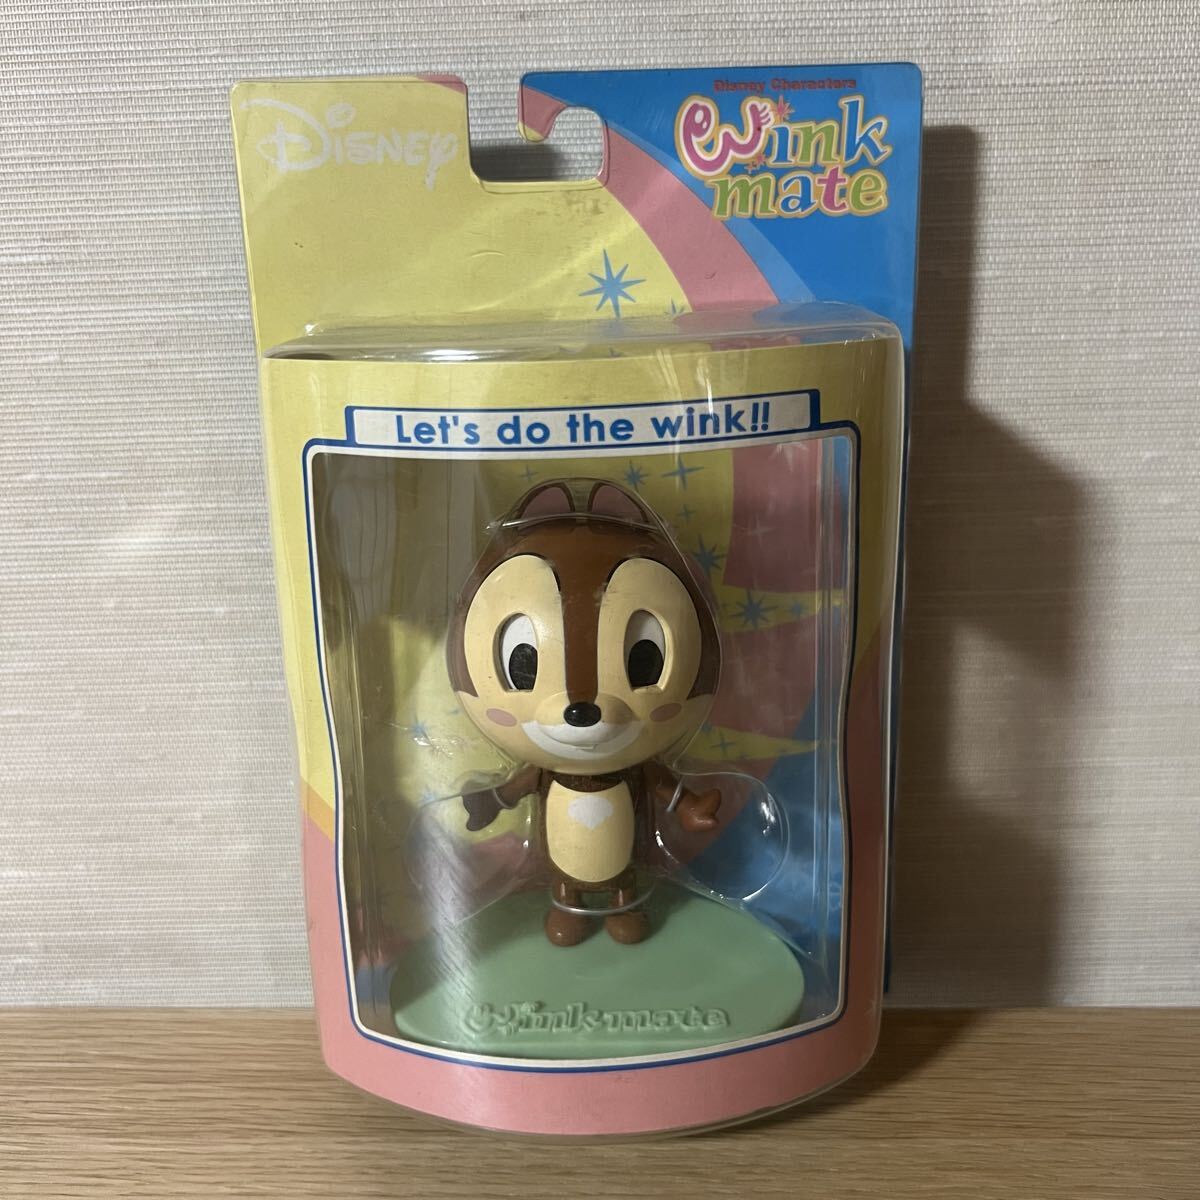 Disney
Disney Characters
Wink
mate
Let's do the wink!!
Wink mate